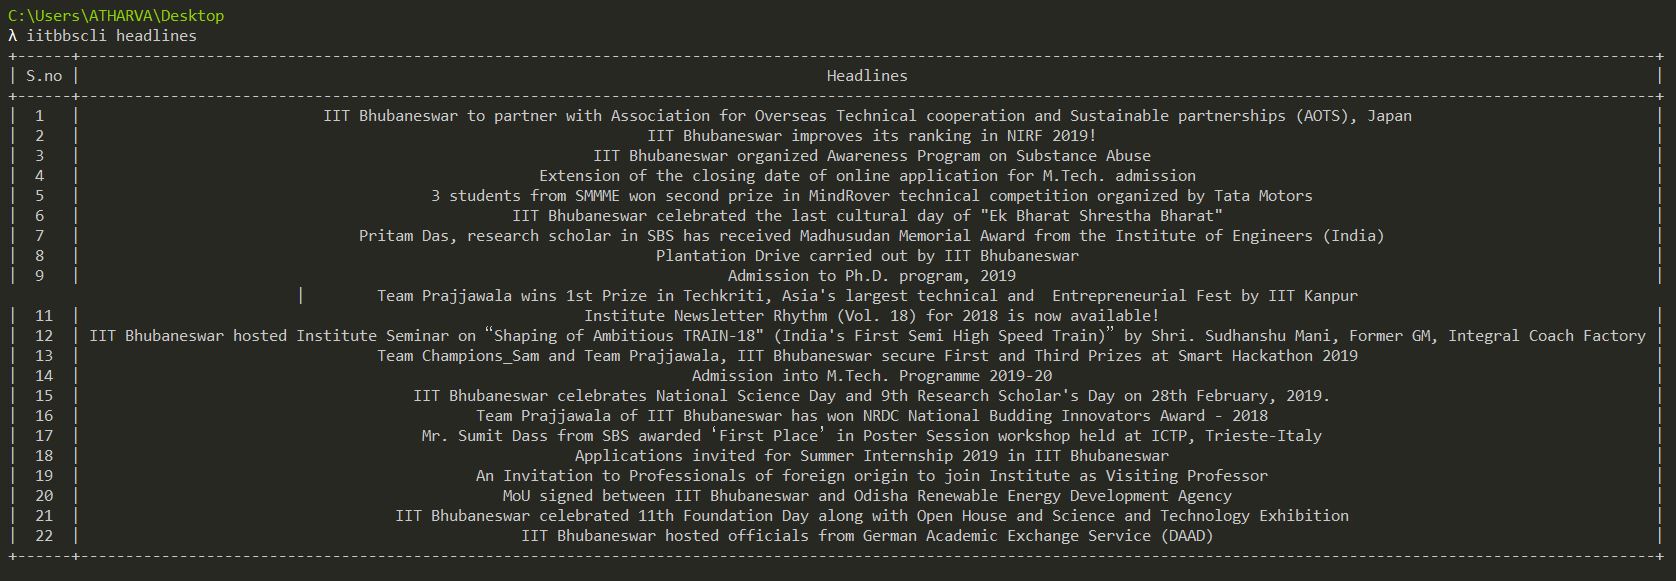 C:\Users\ATHARVA\Desktop
λ iitbbscli headlines
| S.no | Headlines |
| 1 | IIT Bhubaneswar to partner with Association for Overseas Technical cooperation and Sustainable partnerships (AOTS), Japan |
| 2 | IIT Bhubaneswar improves its ranking in NIRF 2019! |
| 3 | IIT Bhubaneswar organized Awareness Program on Substance Abuse |
| 4 | Extension of the closing date of online application for M.Tech. admission |
| 5 | 3 students from SMMME won second prize in MindRover technical competition organized by Tata Motors |
| 6 | IIT Bhubaneswar celebrated the last cultural day of "Ek Bharat Shrestha Bharat" |
| 7 | Pritam Das, research scholar in SBS has received Madhusudan Memorial Award from the Institute of Engineers (India) |
| 8 | Plantation Drive carried out by IIT Bhubaneswar |
| 9 | Admission to Ph.D. program, 2019 |
| Team Prajjawala wins 1st Prize in Techkriti, Asia's largest technical and  Entrepreneurial Fest by IIT Kanpur
| 11 | Institute Newsletter Rhythm (Vol. 18) for 2018 is now available! |
| 12 | IIT Bhubaneswar hosted Institute Seminar on “Shaping of Ambitious TRAIN-18" (India's First Semi High Speed Train)” by Shri. Sudhanshu Mani, Former GM, Integral Coach Factory |
| 13 | Team Champions_Sam and Team Prajjawala, IIT Bhubaneswar secure First and Third Prizes at Smart Hackathon 2019 |
| 14 | Admission into M.Tech. Programme 2019-20 |
| 15 | IIT Bhubaneswar celebrates National Science Day and 9th Research Scholar's Day on 28th February, 2019. |
| 16 | Team Prajjawala of IIT Bhubaneswar has won NRDC National Budding Innovators Award - 2018 |
| 17 | Mr. Sumit Dass from SBS awarded ‘First Place’ in Poster Session workshop held at ICTP, Trieste-Italy |
| 18 | Applications invited for Summer Internship 2019 in IIT Bhubaneswar |
| 19 | An Invitation to Professionals of foreign origin to join Institute as Visiting Professor |
| 20 | MoU signed between IIT Bhubaneswar and Odisha Renewable Energy Development Agency |
| 21 | IIT Bhubaneswar celebrated 11th Foundation Day along with Open House and Science and Technology Exhibition |
| 22 | IIT Bhubaneswar hosted officials from German Academic Exchange Service (DAAD) |